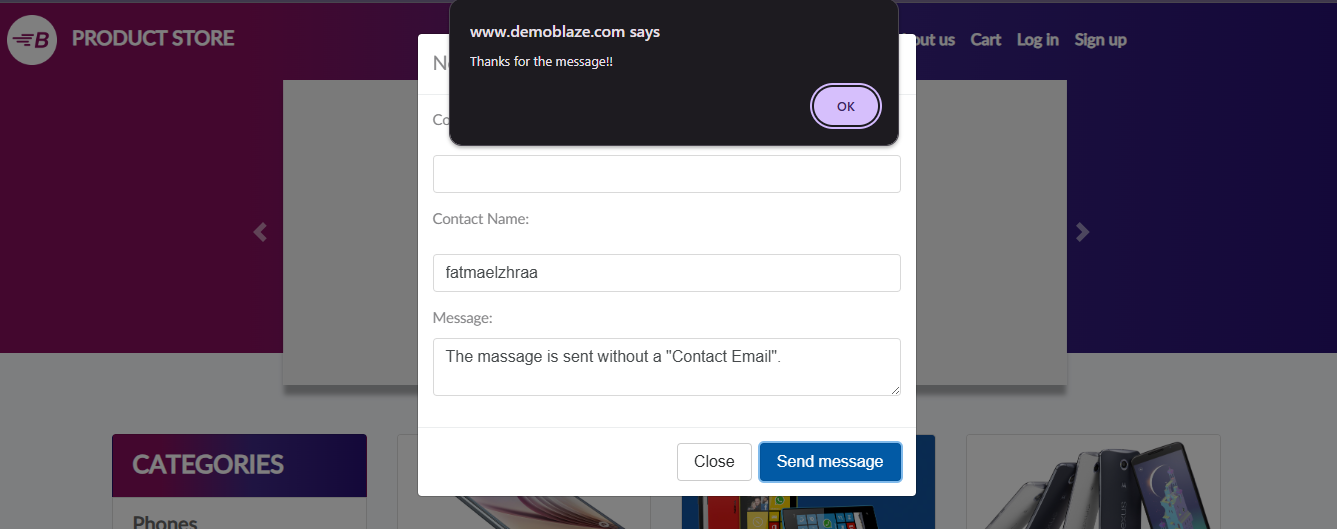 B PRODUCT STORE
www.demoblaze.com says
Thanks for the message!!
OK
out us Cart Log in Sign up
Contact Name:
fatmaelzhraa
Message:
The massage is sent without a "Contact Email".
Close Send message
CATEGORIES
Phones